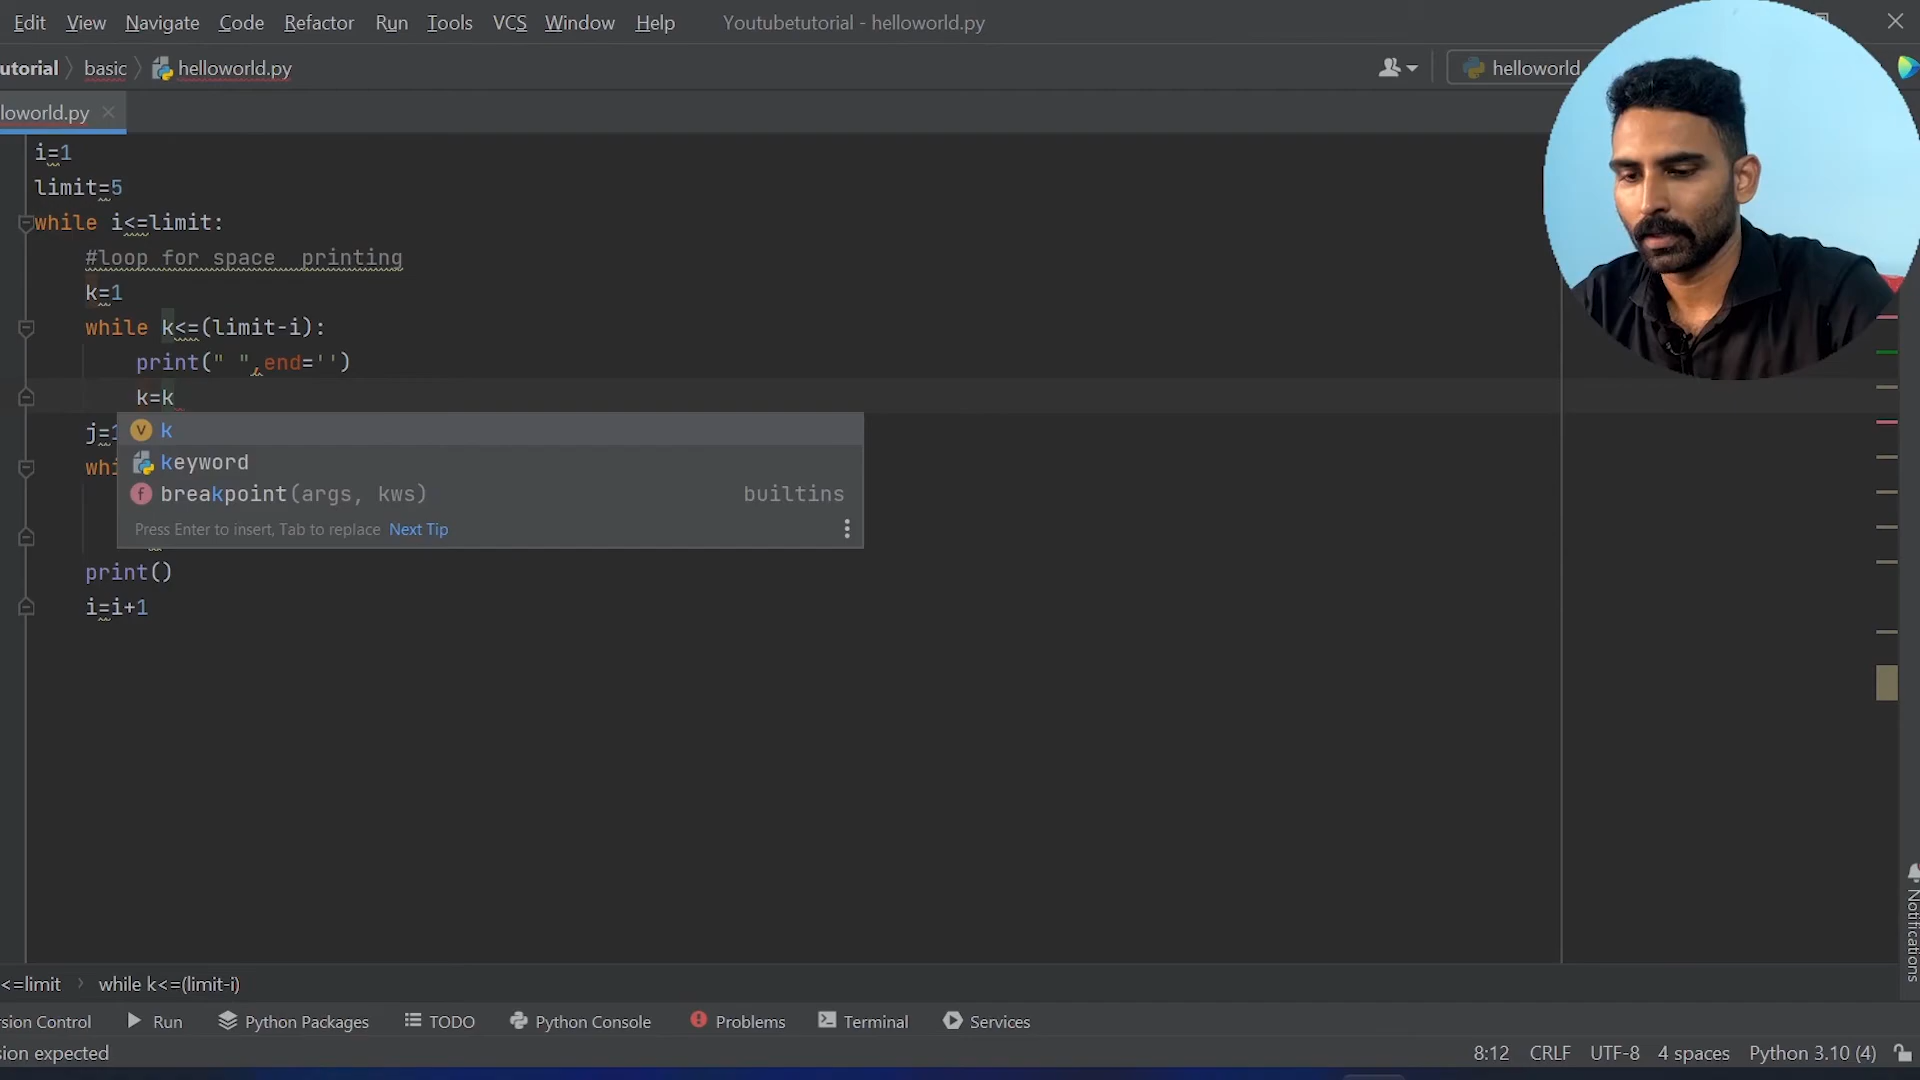 Edit View Navigate Code Refactor Run Tools VCS Window Help Youtubetutorial - helloworld.py
utorial basic helloworld.py helloworld
loworld.py
i=1
limit=5
while i<=limit:
#loop for space  printing
k=1
while k<=(limit-i):
print(" ",end='')
k=k
k
j=1
keyword
whi
breakpoint(args, kws) builtins
Press Enter to insert, Tab to replace Next Tip
print()
i=i+1
Notifications
<=limit while k<=(limit-i)
rsion Control Run Python Packages TODO Python Console Problems Terminal Services
sion expected 8:12 CRLF UTF-8 4 spaces Python 3.10 (4)